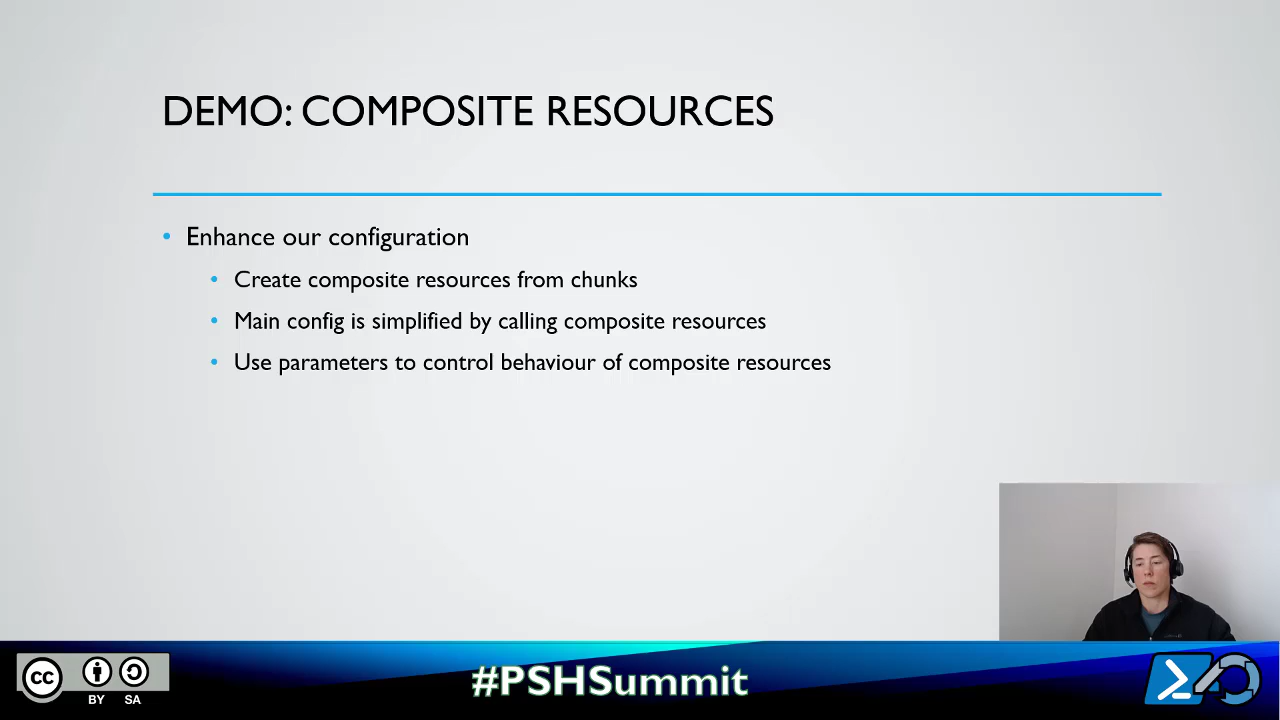 DEMO: COMPOSITE RESOURCES
Enhance our configuration
Create composite resources from chunks
Main config is simplified by calling composite resources
Use parameters to control behaviour of composite resources
cc
BY SA
#PSHSummit